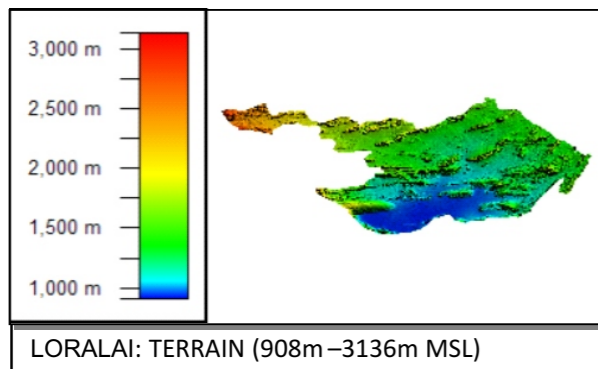 3,000 m
2,500 m
2,000 m
1,500 m
1,000 m
LORALAI: TERRAIN (908m –3136m MSL)